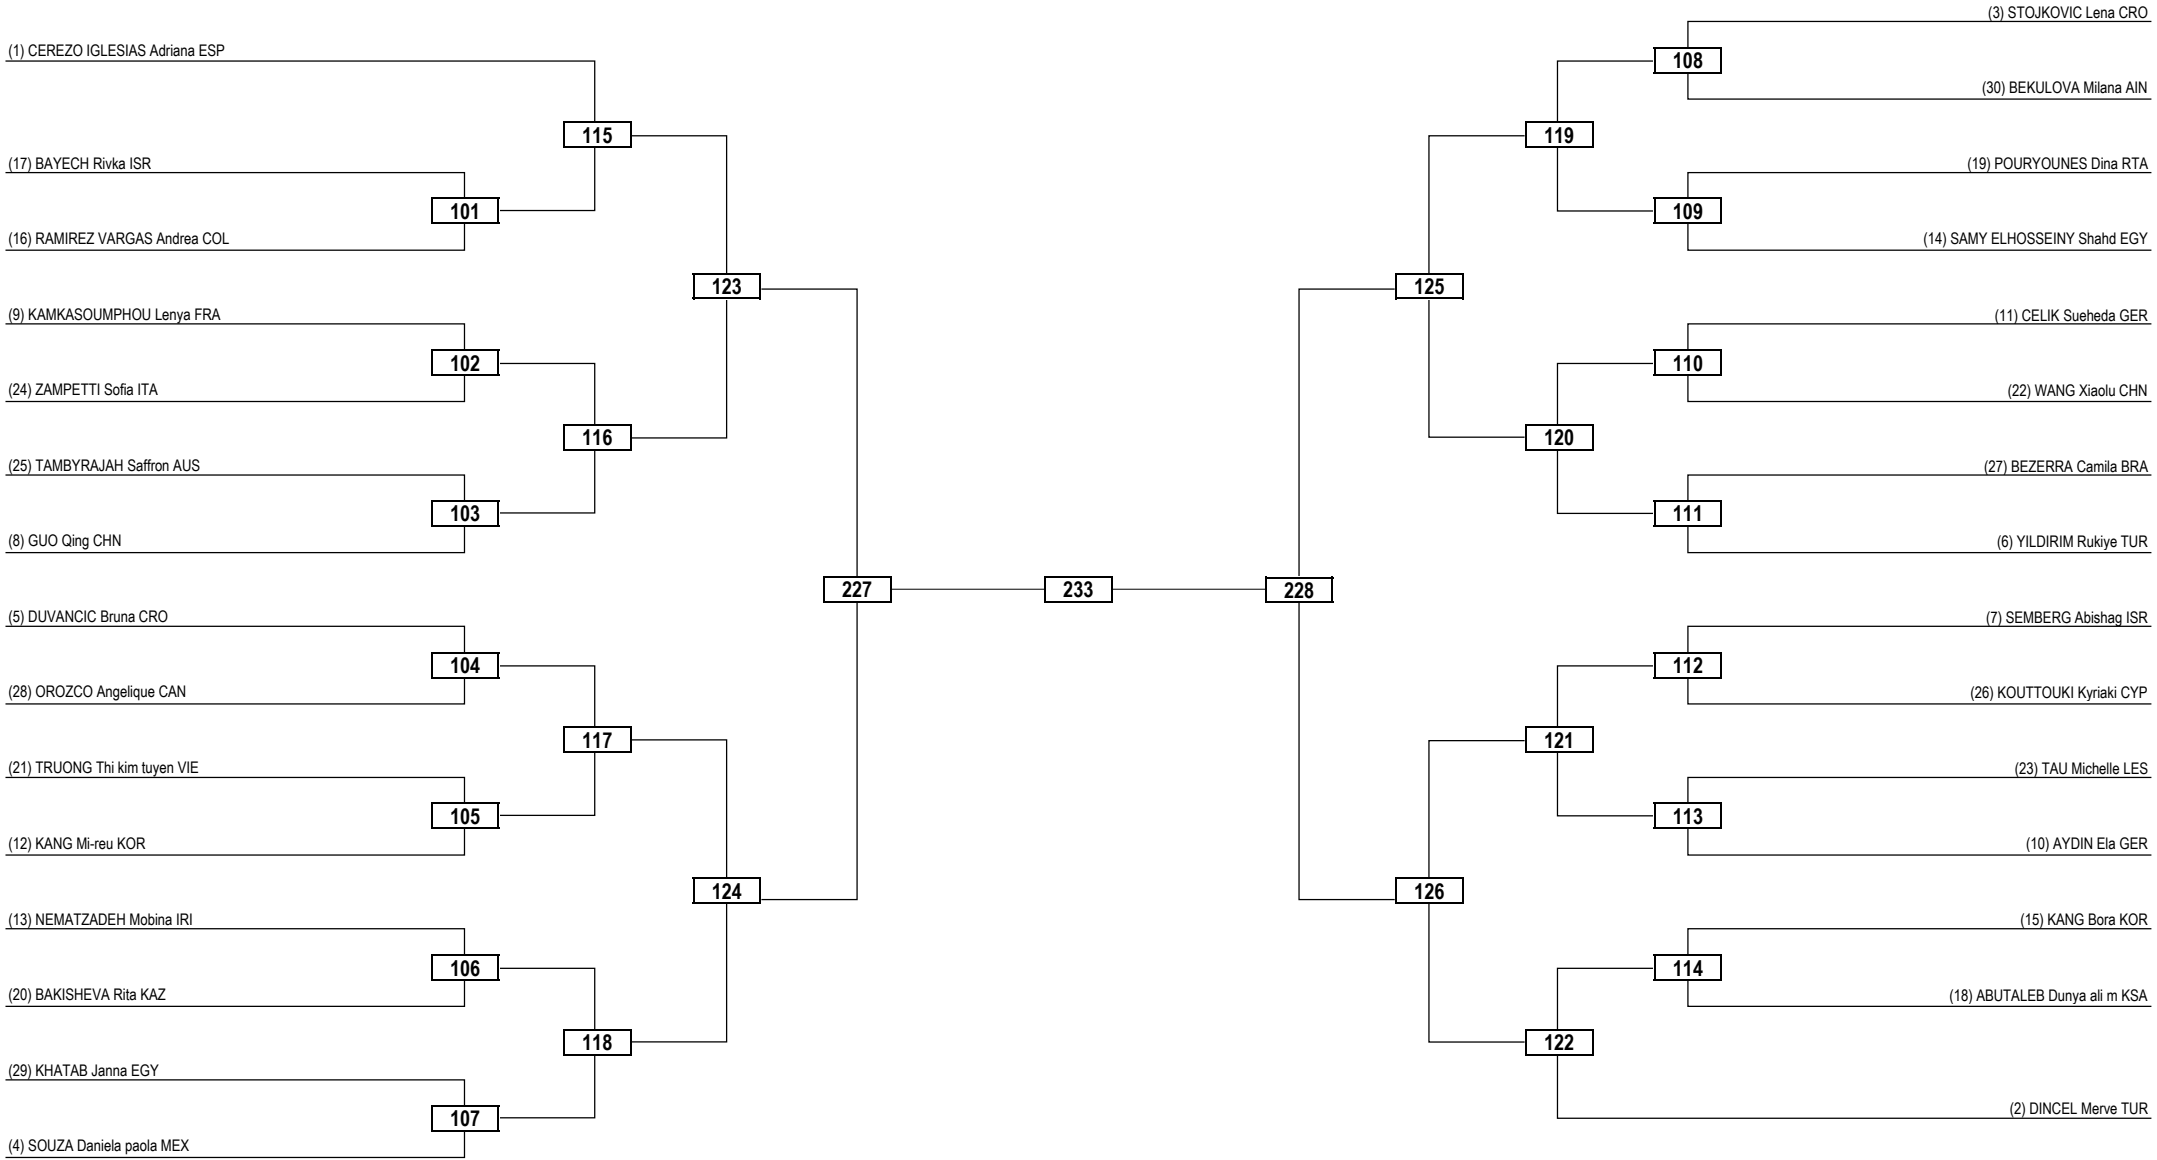 (1) CEREZO IGLESIAS Adriana ESP
115
(17) BAYECH Rivka ISR
101
(16) RAMIREZ VARGAS Andrea COL
123
(9) KAMKASOUMPHOU Lenya FRA
102
(24) ZAMPETTI Sofia ITA
116
(25) TAMBYRAJAH Saffron AUS
103
(8) GUO Qing CHN
227
(5) DUVANCIC Bruna CRO
104
(28) OROZCO Angelique CAN
117
(21) TRUONG Thi kim tuyen VIE
105
(12) KANG Mi-reu KOR
124
(13) NEMATZADEH Mobina IRI
106
(20) BAKISHEVA Rita KAZ
118
(29) KHATAB Janna EGY
107
(4) SOUZA Daniela paola MEX
233
(3) STOJKOVIC Lena CRO
108
(30) BEKULOVA Milana AIN
119
(19) POURYOUNES Dina RTA
109
(14) SAMY ELHOSSEINY Shahd EGY
125
(11) CELIK Sueheda GER
110
(22) WANG Xiaolu CHN
120
(27) BEZERRA Camila BRA
111
(6) YILDIRIM Rukiye TUR
228
(7) SEMBERG Abishag ISR
112
(26) KOUTTOUKI Kyriaki CYP
121
(23) TAU Michelle LES
113
(10) AYDIN Ela GER
126
(15) KANG Bora KOR
114
(18) ABUTALEB Dunya ali m KSA
122
(2) DINCEL Merve TUR